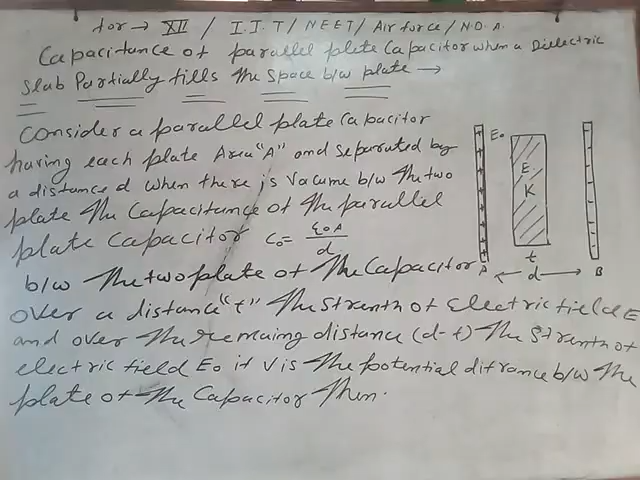 for → XII / I.I.T / NEET / Air force / N.D.A.
Capacitance of parallel plate Capacitor when a Dielectric
Slab Partially fills the Space b/w plate →
Consider a parallel plate Capacitor
having each plate Area "A" and separated by
a distance d when there is Vacume b/w The two
plate The Capacitance of The parallel
plate Capacitor C₀ = ε₀A/d
b/w The two plate of The Capacitor
over a distance "t" The Strenth of Electric field E
and over The remaing distance (d-t) The Strenth of
electric field E₀ if V is The potential difrance b/w The
plate of The Capacitor Then.
E₀
E
K
t
A ← d → B